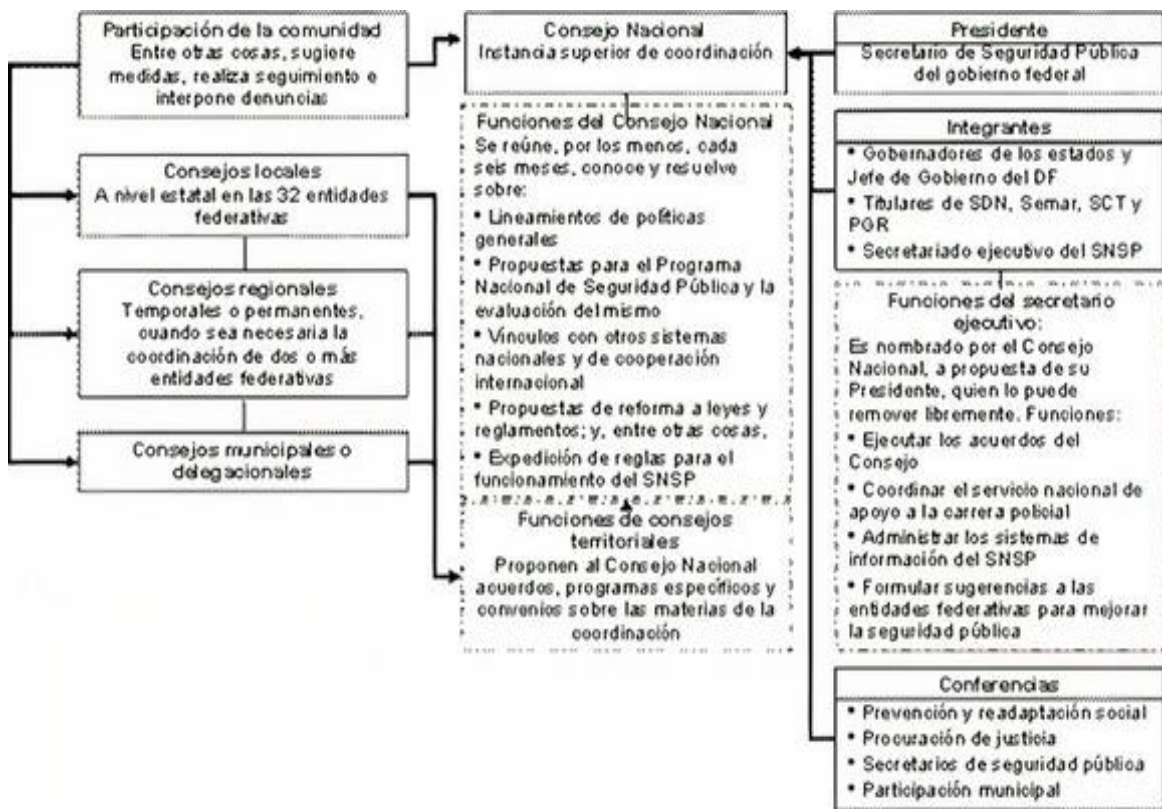 Participación de la comunidad
Entre otras cosas, sugiere
medidas, realiza seguimiento e
interpone denuncias
Consejos locales
A nivel estatal en las 32 entidades
federativas
Consejos regionales
Temporales o permanentes,
cuando sea necesaria la
coordinación de dos o más
entidades federativas
Consejos municipales o
delegacionales
Consejo Nacional
Instancia superior de coordinación
Funciones del Consejo Nacional
Se reúne, por los menos, cada
seis meses, conoce y resuelve
sobre:
• Lineamientos de políticas
generales
• Propuestas para el Programa
Nacional de Seguridad Pública y la
evaluación del mismo
• Vínculos con otros sistemas
nacionales y de cooperación
internacional
• Propuestas de reforma a leyes y
reglamentos; y, entre otras cosas,
• Expedición de reglas para el
funcionamiento del SNSP
Funciones de consejos
territoriales
Proponen al Consejo Nacional
acuerdos, programas específicos y
convenios sobre las materias de la
coordinación
Presidente
Secretario de Seguridad Pública
del gobierno federal
Integrantes
• Gobernadores de los estados y
Jefe de Gobierno del DF
• Titulares de SDN, Semar, SCT y
PGR
• Secretariado ejecutivo del SNSP
Funciones del secretario
ejecutivo:
Es nombrado por el Consejo
Nacional, a propuesta de su
Presidente, quien lo puede
remover libremente. Funciones:
• Ejecutar los acuerdos del
Consejo
• Coordinar el servicio nacional de
apoyo a la carrera policial
• Administrar los sistemas de
información del SNSP
• Formular sugerencias a las
entidades federativas para mejorar
la seguridad pública
Conferencias
• Prevención y readaptación social
• Procuración de justicia
• Secretarios de seguridad pública
• Participación municipal